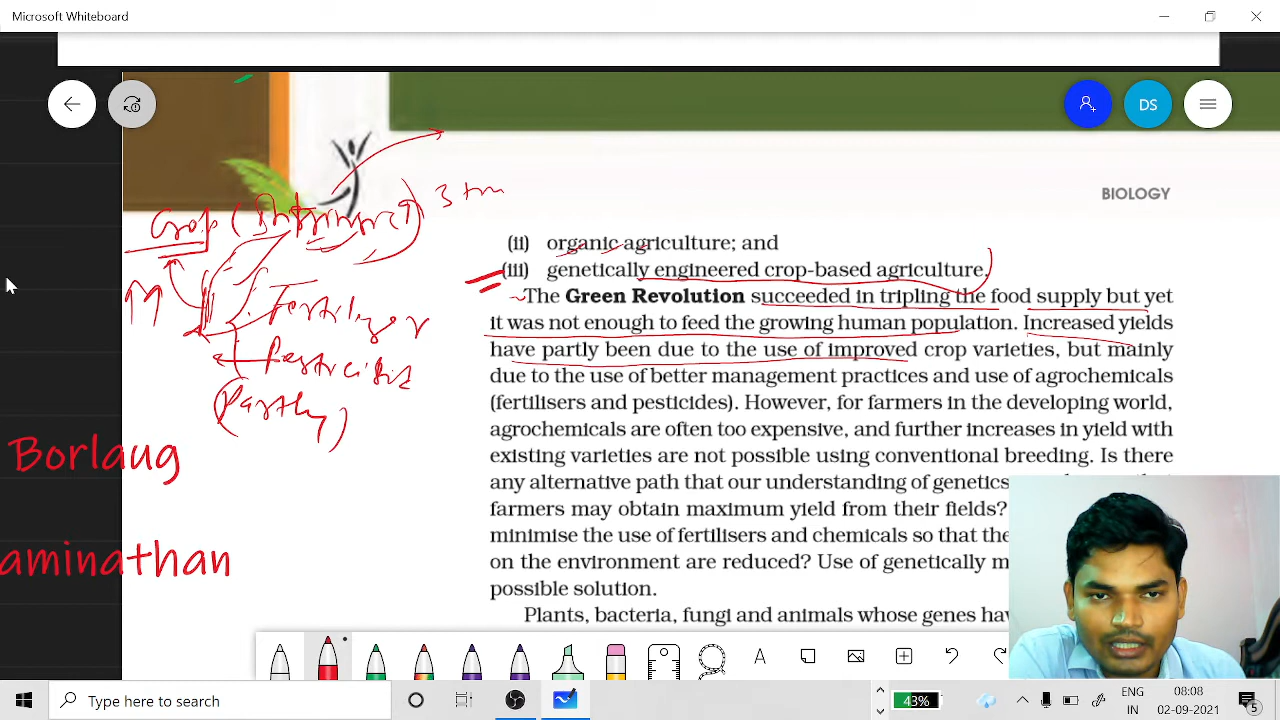 Microsoft Whiteboard
DS
BIOLOGY
3
Crop (
(ii) organic agriculture; and
(iii) genetically engineered crop-based agriculture.
The Green Revolution succeeded in tripling the food supply but yet
it was not enough to feed the growing human population. Increased yields
have partly been due to the use of improved crop varieties, but mainly
due to the use of better management practices and use of agrochemicals
(fertilisers and pesticides). However, for farmers in the developing world,
agrochemicals are often too expensive, and further increases in yield with
existing varieties are not possible using conventional breeding. Is there
any alternative path that our understanding of genetics
farmers may obtain maximum yield from their fields?
minimise the use of fertilisers and chemicals so that the
on the environment are reduced? Use of genetically m
possible solution.
Plants, bacteria, fungi and animals whose genes hav
Fertilizer
(Partly)
Borlaug
aminathan
Type here to search
43%
ENG
IN
08:08
02-09-2021
5